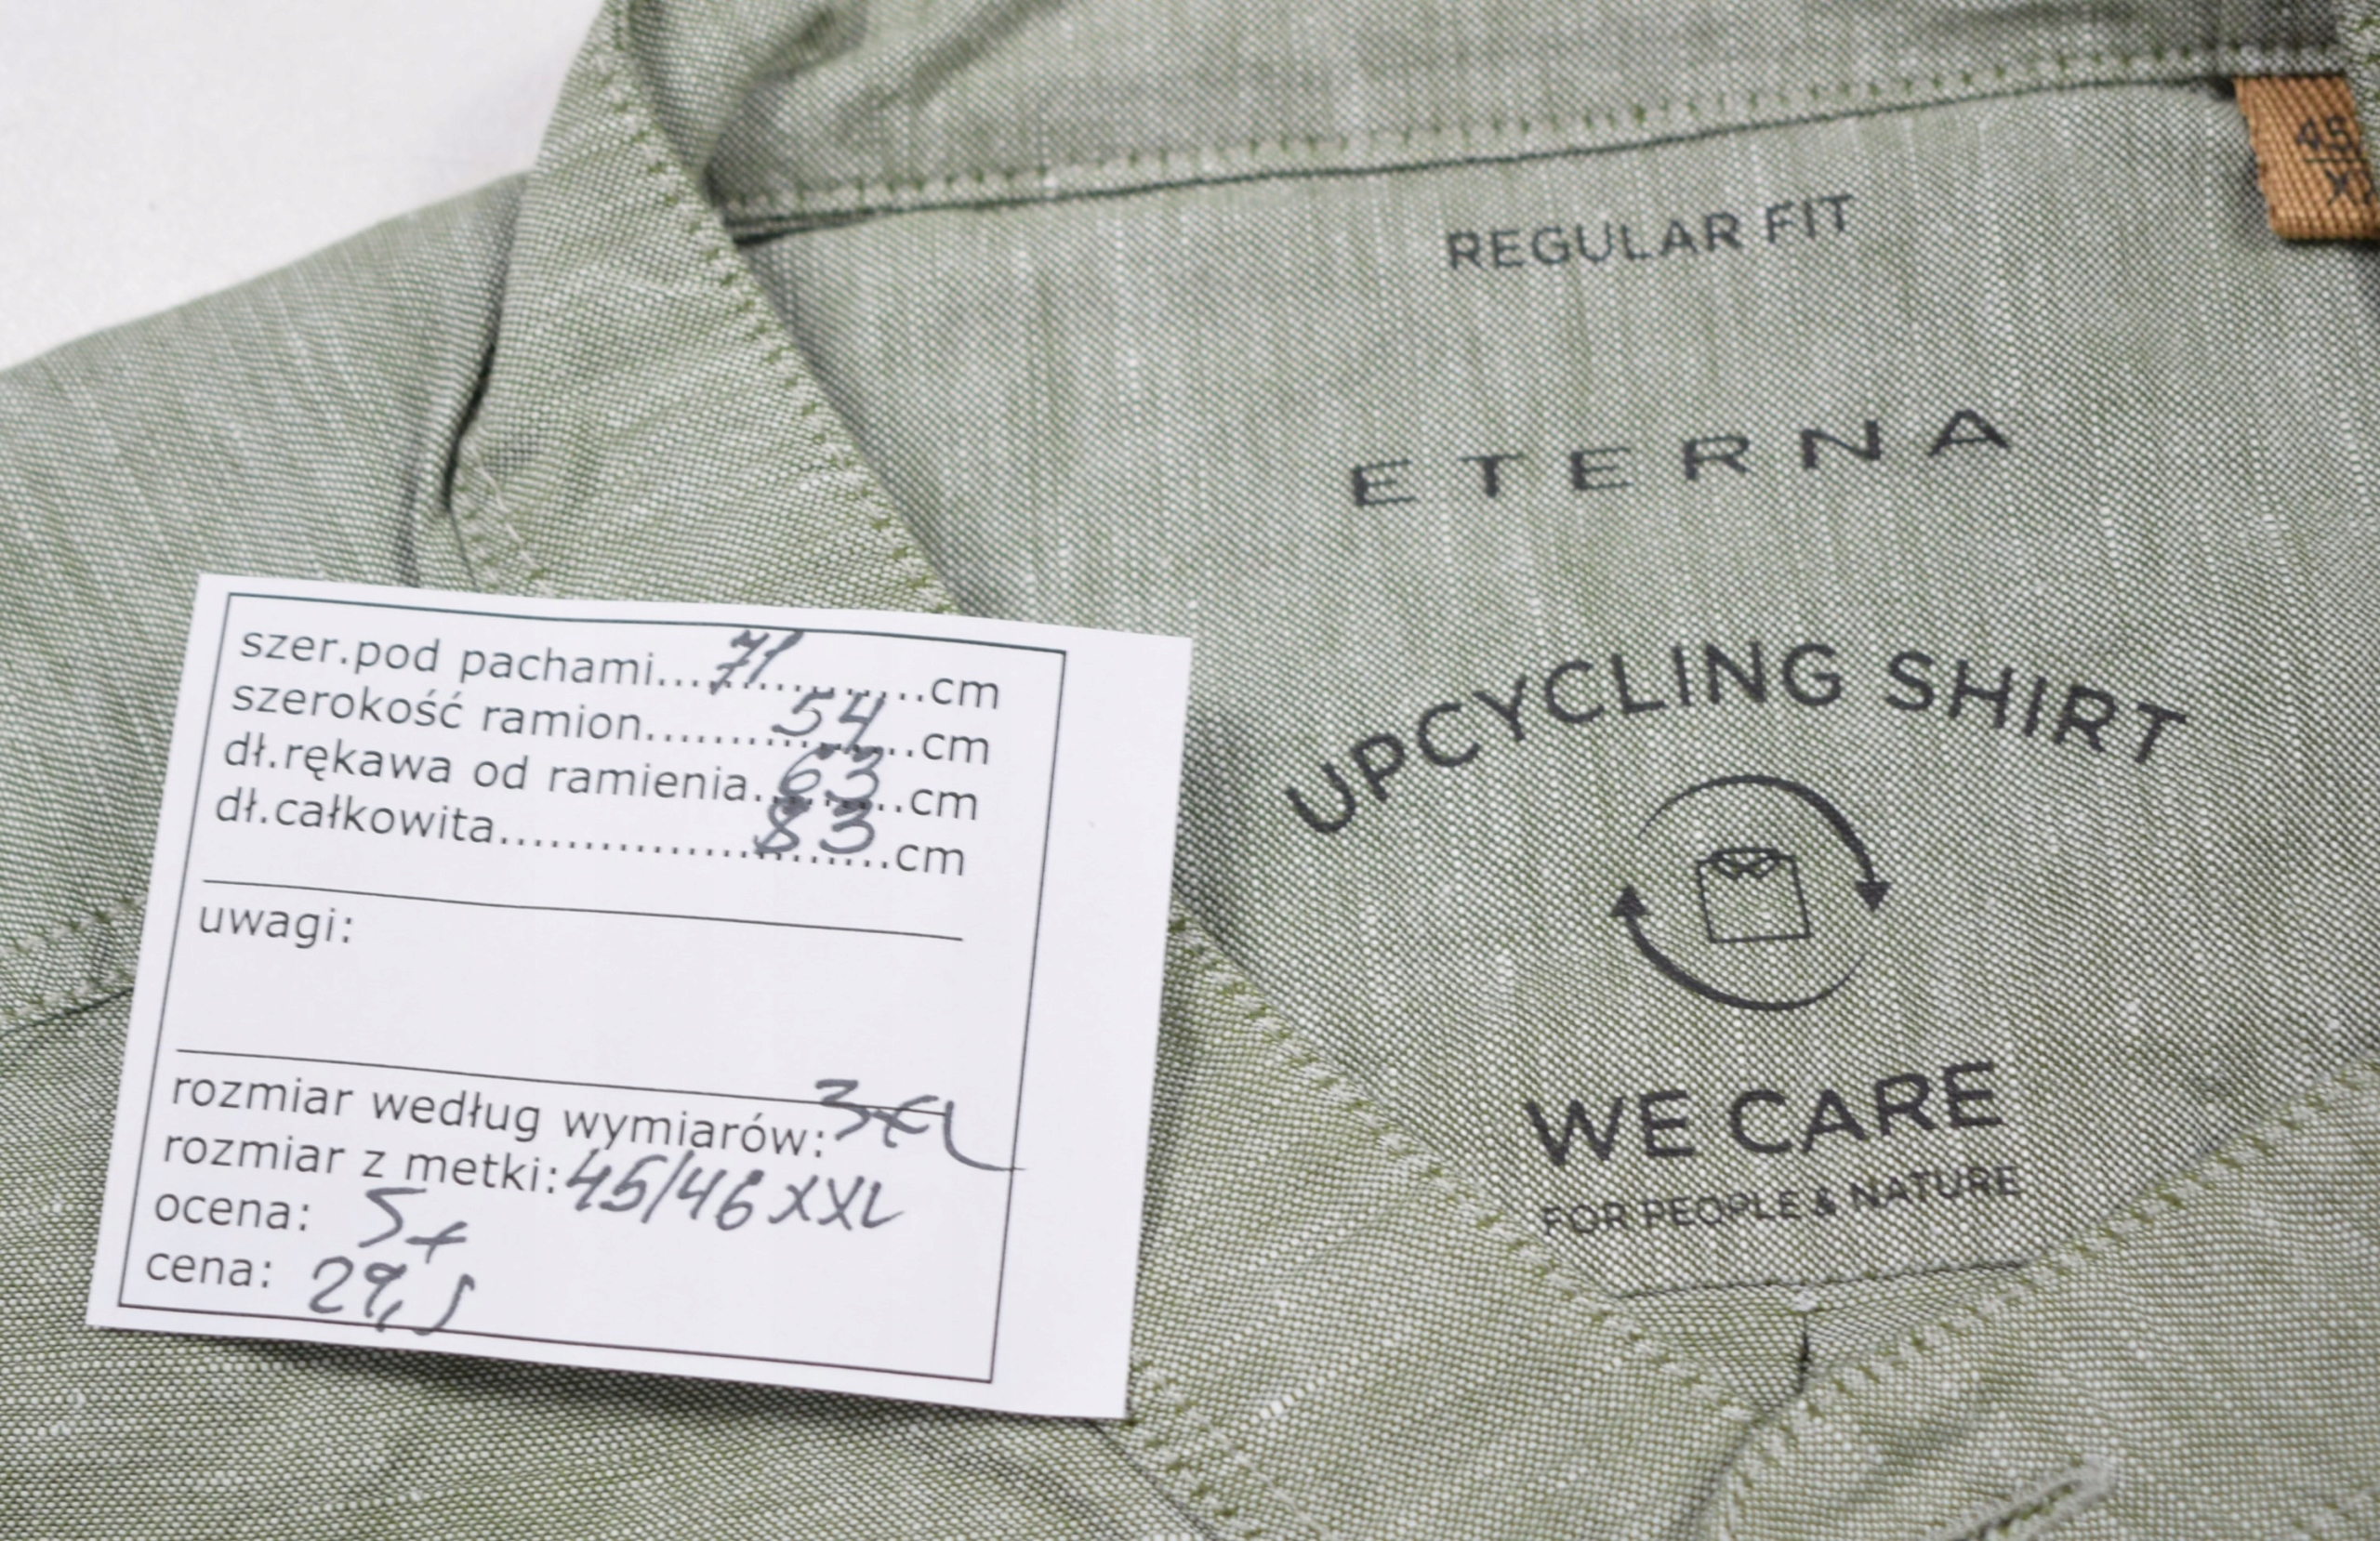 REGULAR FIT
ETERNA
UPCYCLING SHIRT
WE CARE
FOR PEOPLE & NATURE
45
szer.pod pachami...71...cm
szerokość ramion...54...cm
dł.rękawa od ramienia...63...cm
dł.całkowita...83...cm
uwagi:
rozmiar według wymiarów: 3XL
rozmiar z metki: 45/46 XXL
ocena: 5+
cena: